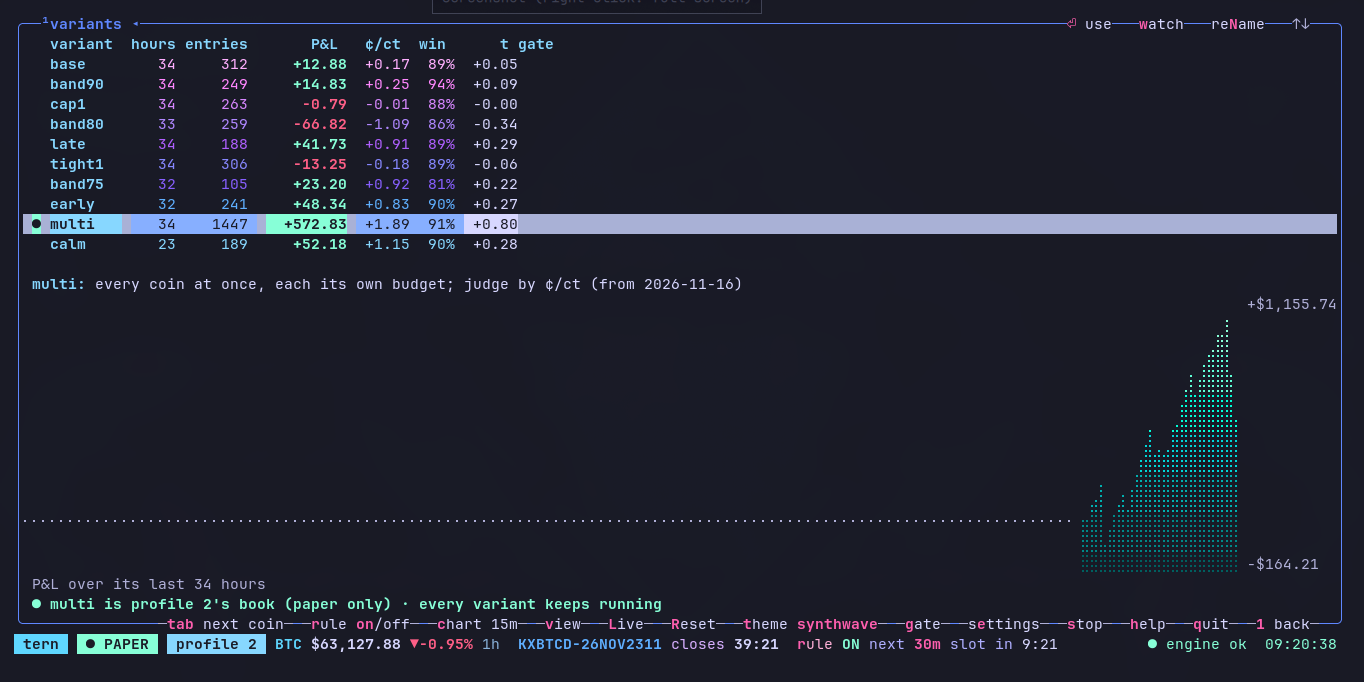 ¹variants ◂ ⏎ use watch reName ↑↓
variant hours entries P&L ¢/ct win t gate
base 34 312 +12.88 +0.17 89% +0.05
band90 34 249 +14.83 +0.25 94% +0.09
cap1 34 263 -0.79 -0.01 88% -0.00
band80 33 259 -66.82 -1.09 86% -0.34
late 34 188 +41.73 +0.91 89% +0.29
tight1 34 306 -13.25 -0.18 89% -0.06
band75 32 105 +23.20 +0.92 81% +0.22
early 32 241 +48.34 +0.83 90% +0.27
● multi 34 1447 +572.83 +1.89 91% +0.80
calm 23 189 +52.18 +1.15 90% +0.28
multi: every coin at once, each its own budget; judge by ¢/ct (from 2026-11-16)
+$1,155.74
-$164.21
P&L over its last 34 hours
● multi is profile 2's book (paper only) · every variant keeps running
tab next coin rule on/off chart 15m view Live Reset theme synthwave gate settings stop help quit 1 back
tern ● PAPER profile 2 BTC $63,127.88 ▼-0.95% 1h KXBTCD-26NOV2311 closes 39:21 rule ON next 30m slot in 9:21 ● engine ok 09:20:38